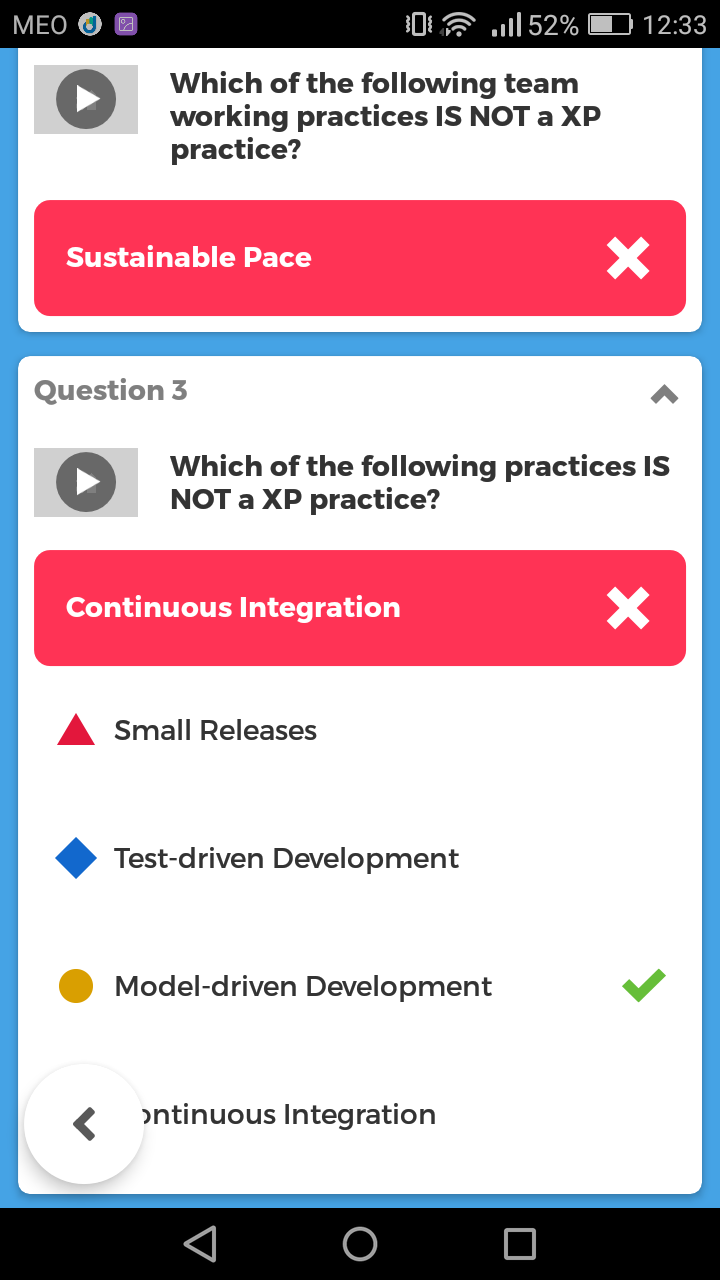 MEO 52% 12:33
Which of the following team
working practices IS NOT a XP
practice?
Sustainable Pace
Question 3
Which of the following practices IS
NOT a XP practice?
Continuous Integration
Small Releases
Test-driven Development
Model-driven Development
ontinuous Integration